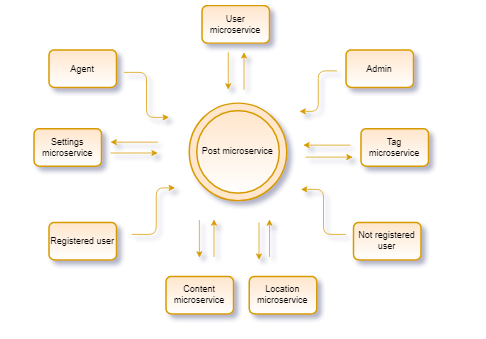 User
microservice
Agent
Admin
Settings
microservice
Post microservice
Tag
microservice
Registered user
Not registered
user
Content
microservice
Location
microservice